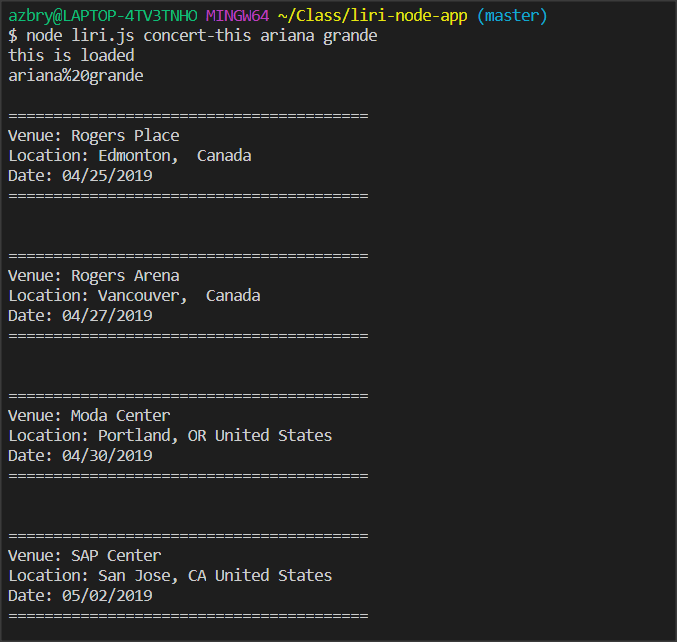 azbry@LAPTOP-4TV3TNHO MINGW64 ~/Class/liri-node-app (master)
$ node liri.js concert-this ariana grande
this is loaded
ariana%20grande
========================================
Venue: Rogers Place
Location: Edmonton,  Canada
Date: 04/25/2019
========================================
========================================
Venue: Rogers Arena
Location: Vancouver,  Canada
Date: 04/27/2019
========================================
========================================
Venue: Moda Center
Location: Portland, OR United States
Date: 04/30/2019
========================================
========================================
Venue: SAP Center
Location: San Jose, CA United States
Date: 05/02/2019
========================================